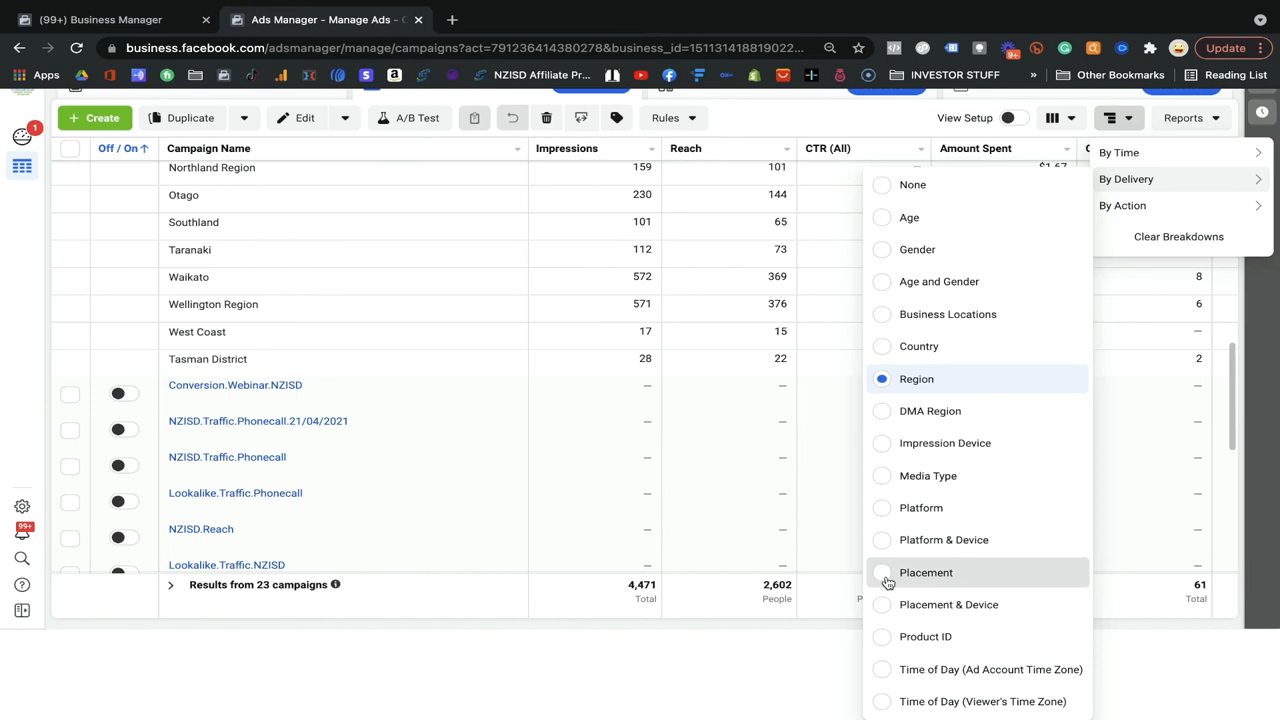 (99+) Business Manager
Ads Manager - Manage Ads - C
business.facebook.com/adsmanager/manage/campaigns?act=791236414380278&business_id=151131418819022...
9+
Update
Apps
NZISD Affiliate Pr...
INVESTOR STUFF
»
Other Bookmarks
Reading List
+ Create
Duplicate
Edit
A/B Test
Rules
View Setup
Reports
1
Off / On
Campaign Name
Impressions
Reach
CTR (All)
Amount Spent
By Time
By Delivery
By Action
Clear Breakdowns
Northland Region 159 101 — $1.67
Otago 230 144
Southland 101 65
Taranaki 112 73
Waikato 572 369 8
Wellington Region 571 376 6
West Coast 17 15 —
Tasman District 28 22 2
Conversion.Webinar.NZISD — — —
NZISD.Traffic.Phonecall.21/04/2021 — — —
NZISD.Traffic.Phonecall — — —
Lookalike.Traffic.Phonecall — — —
NZISD.Reach — — —
Lookalike.Traffic.NZISD — — —
Results from 23 campaigns 4,471 2,602 61
Total People Total
None
Age
Gender
Age and Gender
Business Locations
Country
Region
DMA Region
Impression Device
Media Type
Platform
Platform & Device
Placement
Placement & Device
Product ID
Time of Day (Ad Account Time Zone)
Time of Day (Viewer's Time Zone)
99+